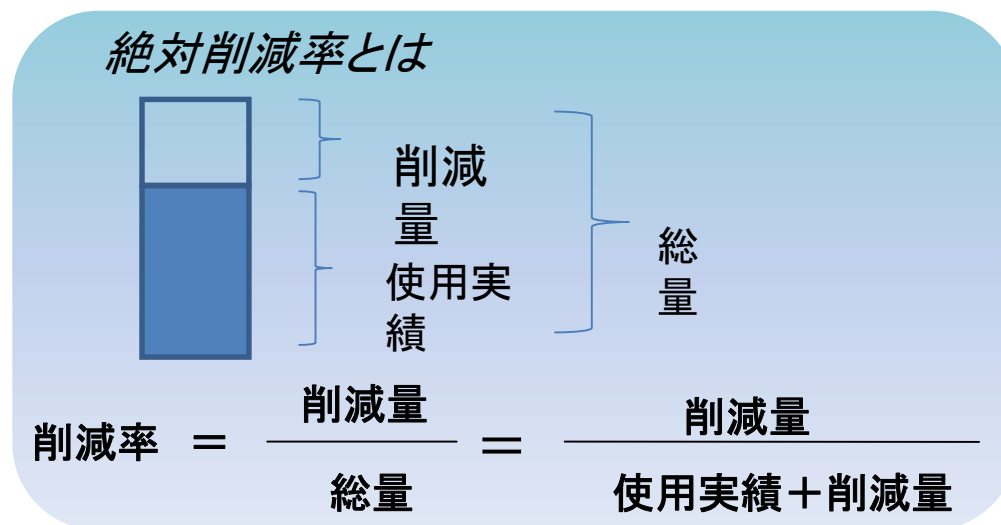 絶対削減率とは
削減
量
使用実
績
総
量
削減率 = 削減量 = 削減量
総量 使用実績+削減量